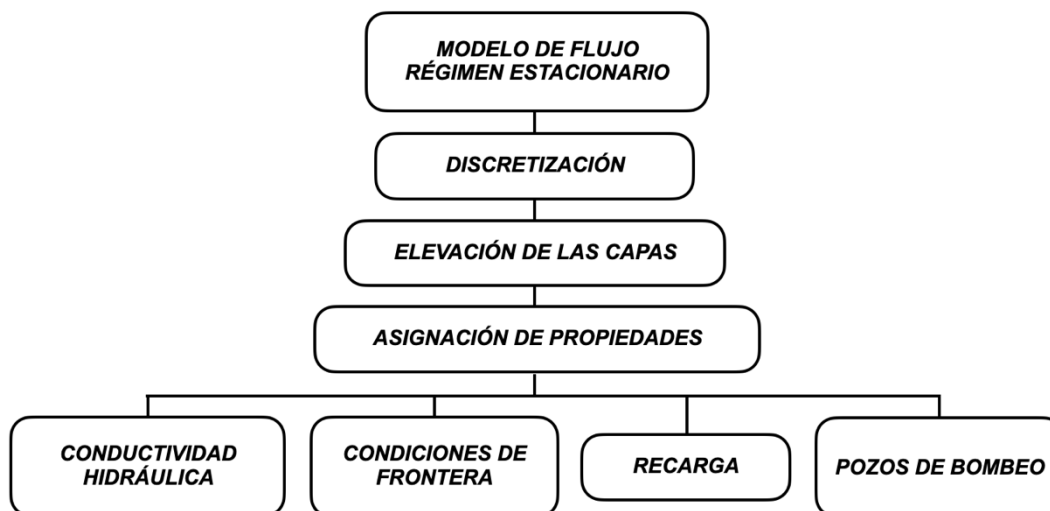 MODELO DE FLUJO
RÉGIMEN ESTACIONARIO
DISCRETIZACIÓN
ELEVACIÓN DE LAS CAPAS
ASIGNACIÓN DE PROPIEDADES
CONDUCTIVIDAD
HIDRÁULICA
CONDICIONES DE
FRONTERA
RECARGA
POZOS DE BOMBEO